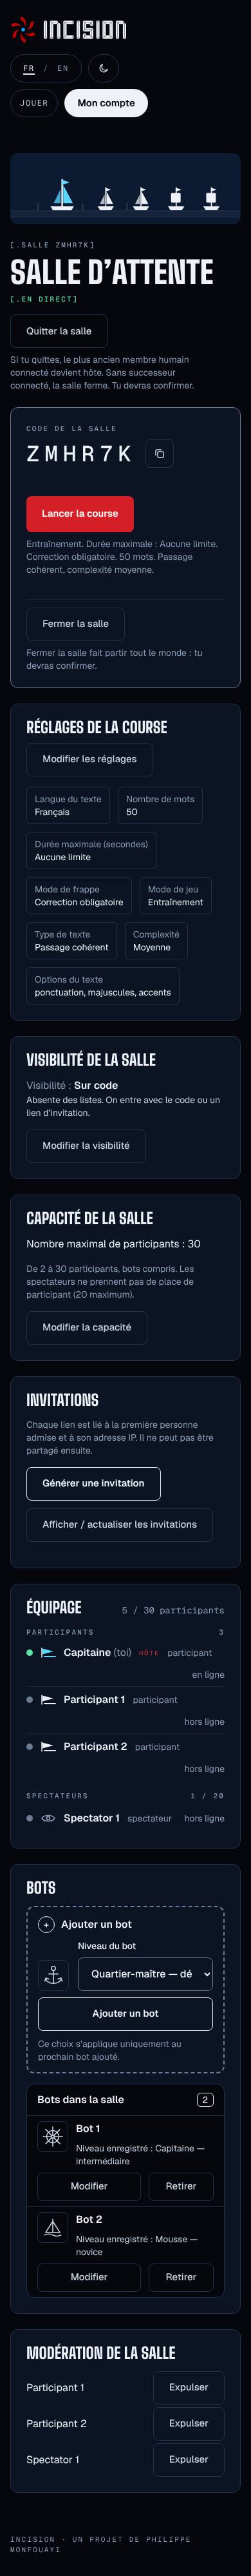 INCISION
FR / EN
JOUER Mon compte
[.SALLE ZMHR7K]
SALLE D'ATTENTE
[.EN DIRECT]
Quitter la salle
Si tu quittes, le plus ancien membre humain
connecté devient hôte. Sans successeur
connecté, la salle ferme. Tu devras confirmer.
CODE DE LA SALLE
ZMHR7K
Lancer la course
Entraînement. Durée maximale : Aucune limite.
Correction obligatoire. 50 mots. Passage
cohérent, complexité moyenne.
Fermer la salle
Fermer la salle fait partir tout le monde : tu
devras confirmer.
RÉGLAGES DE LA COURSE
Modifier les réglages
Langue du texte
Français
Nombre de mots
50
Durée maximale (secondes)
Aucune limite
Mode de frappe
Correction obligatoire
Mode de jeu
Entraînement
Type de texte
Passage cohérent
Complexité
Moyenne
Options du texte
ponctuation, majuscules, accents
VISIBILITÉ DE LA SALLE
Visibilité : Sur code
Absente des listes. On entre avec le code ou un
lien d'invitation.
Modifier la visibilité
CAPACITÉ DE LA SALLE
Nombre maximal de participants : 30
De 2 à 30 participants, bots compris. Les
spectateurs ne prennent pas de place de
participant (20 maximum).
Modifier la capacité
INVITATIONS
Chaque lien est lié à la première personne
admise et à son adresse IP. Il ne peut pas être
partagé ensuite.
Générer une invitation
Afficher / actualiser les invitations
ÉQUIPAGE 5 / 30 participants
PARTICIPANTS 3
Capitaine (toi) HÔTE participant
en ligne
Participant 1 participant
hors ligne
Participant 2 participant
hors ligne
SPECTATEURS 1 / 20
Spectator 1 spectateur hors ligne
BOTS
+ Ajouter un bot
Niveau du bot
Quartier-maître — dé
Ajouter un bot
Ce choix s'applique uniquement au
prochain bot ajouté.
Bots dans la salle 2
Bot 1
Niveau enregistré : Capitaine —
intermédiaire
Modifier Retirer
Bot 2
Niveau enregistré : Mousse —
novice
Modifier Retirer
MODÉRATION DE LA SALLE
Participant 1 Expulser
Participant 2 Expulser
Spectator 1 Expulser
INCISION · UN PROJET DE PHILIPPE
MONFOUAYI